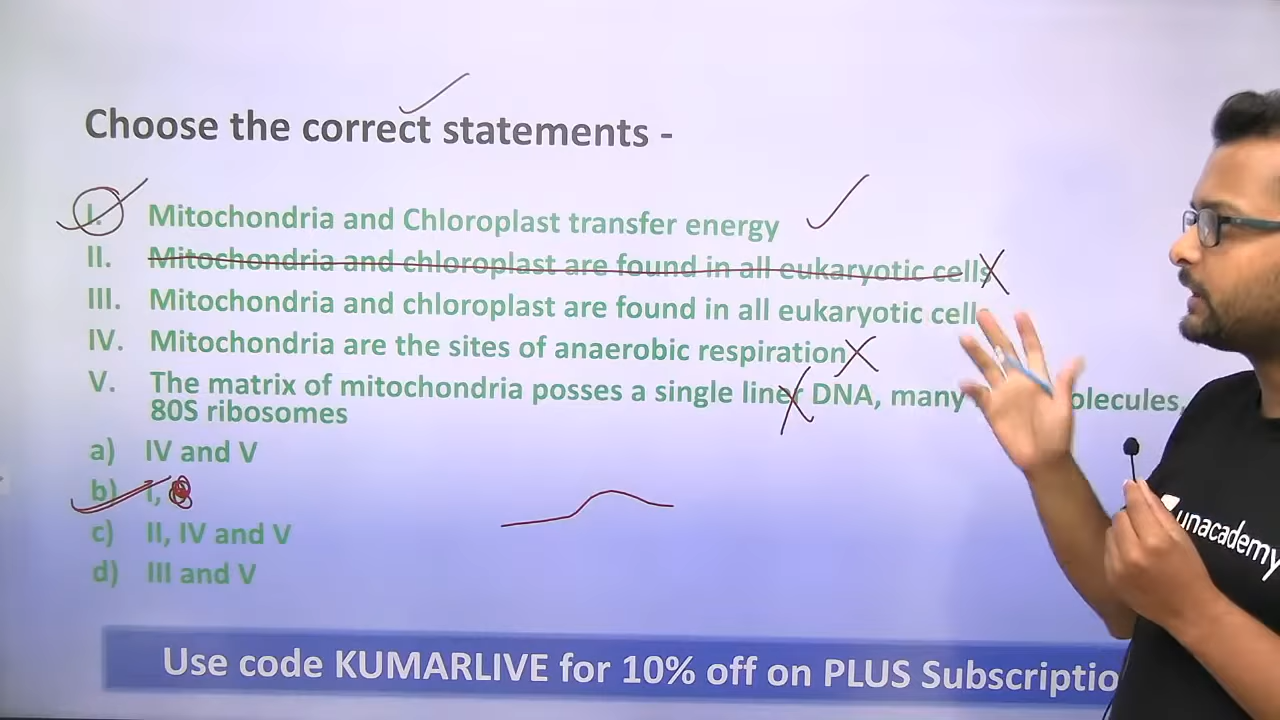 Choose the correct statements -
I. Mitochondria and Chloroplast transfer energy
II. Mitochondria and chloroplast are found in all eukaryotic cells
III. Mitochondria and chloroplast are found in all eukaryotic cell
IV. Mitochondria are the sites of anaerobic respiration
V. The matrix of mitochondria posses a single liner DNA, many olecules,
80S ribosomes
a) IV and V
b) I,
c) II, IV and V
d) III and V
unacademy
Use code KUMARLIVE for 10% off on PLUS Subscriptio